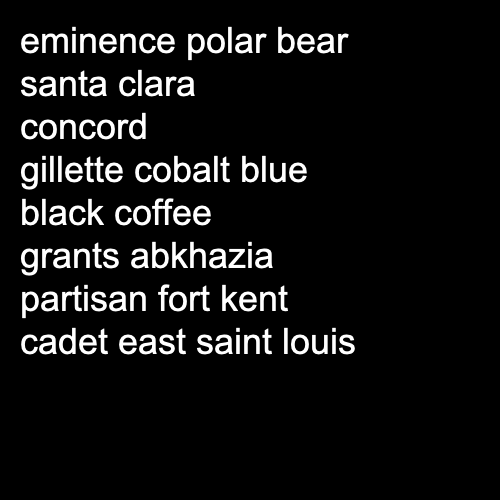 eminence polar bear
santa clara
concord
gillette cobalt blue
black coffee
grants abkhazia
partisan fort kent
cadet east saint louis